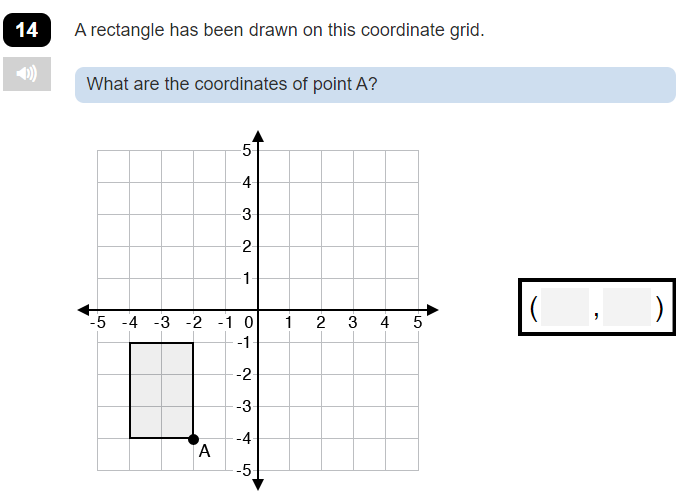 14
A rectangle has been drawn on this coordinate grid.
What are the coordinates of point A?
5
4
3
2
1
-5 -4 -3 -2 -1 0 1 2 3 4 5
-1
-2
-3
-4
A
-5
( , )